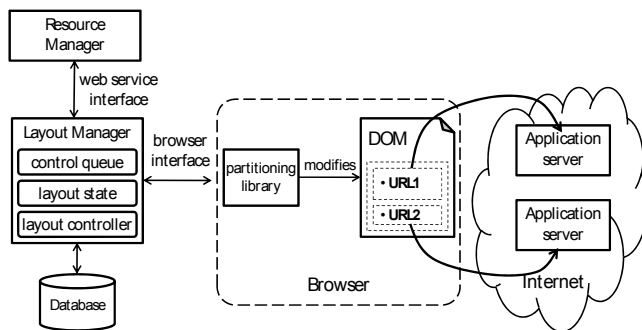 Resource
Manager
web service
interface
Layout Manager
control queue
layout state
layout controller
Database
browser
interface
partitioning
library
modifies
DOM
• URL1
• URL2
Browser
Application
server
Application
server
Internet